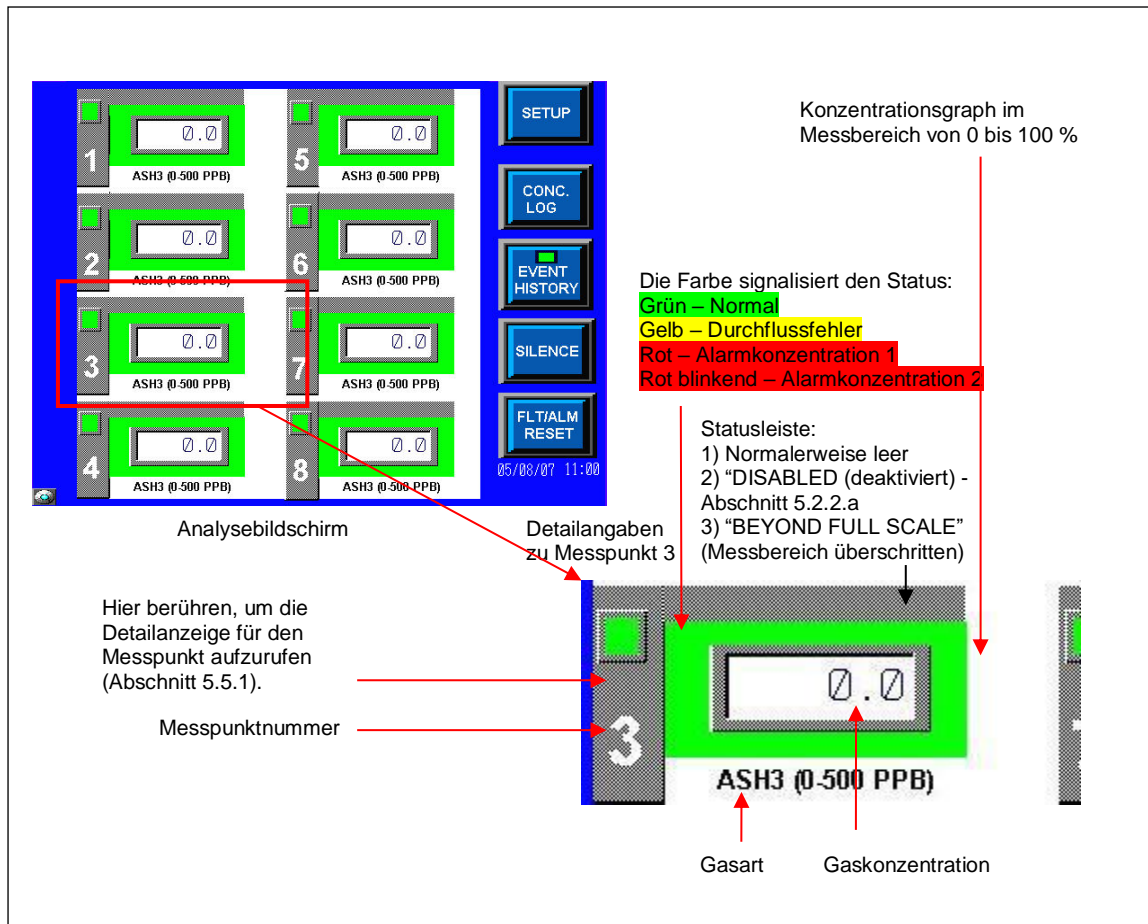 1
0.0
ASH3 (0-500 PPB)
2
0.0
ASH3 (0-500 PPB)
3
0.0
ASH3 (0-500 PPB)
4
0.0
ASH3 (0-500 PPB)
5
0.0
ASH3 (0-500 PPB)
6
0.0
ASH3 (0-500 PPB)
7
0.0
ASH3 (0-500 PPB)
8
0.0
ASH3 (0-500 PPB)
SETUP
CONC.
LOG
EVENT
HISTORY
SILENCE
FLT/ALM
RESET
05/08/07 11:00
Analysebildschirm
Konzentrationsgraph im
Messbereich von 0 bis 100 %
Die Farbe signalisiert den Status:
Grün – Normal
Gelb – Durchflussfehler
Rot – Alarmkonzentration 1
Rot blinkend – Alarmkonzentration 2
Statusleiste:
1) Normalerweise leer
2) “DISABLED (deaktiviert) -
Abschnitt 5.2.2.a
3) “BEYOND FULL SCALE”
(Messbereich überschritten)
Detailangaben
zu Messpunkt 3
Hier berühren, um die
Detailanzeige für den
Messpunkt aufzurufen
(Abschnitt 5.5.1).
Messpunktnummer
3
0.0
ASH3 (0-500 PPB)
Gasart
Gaskonzentration